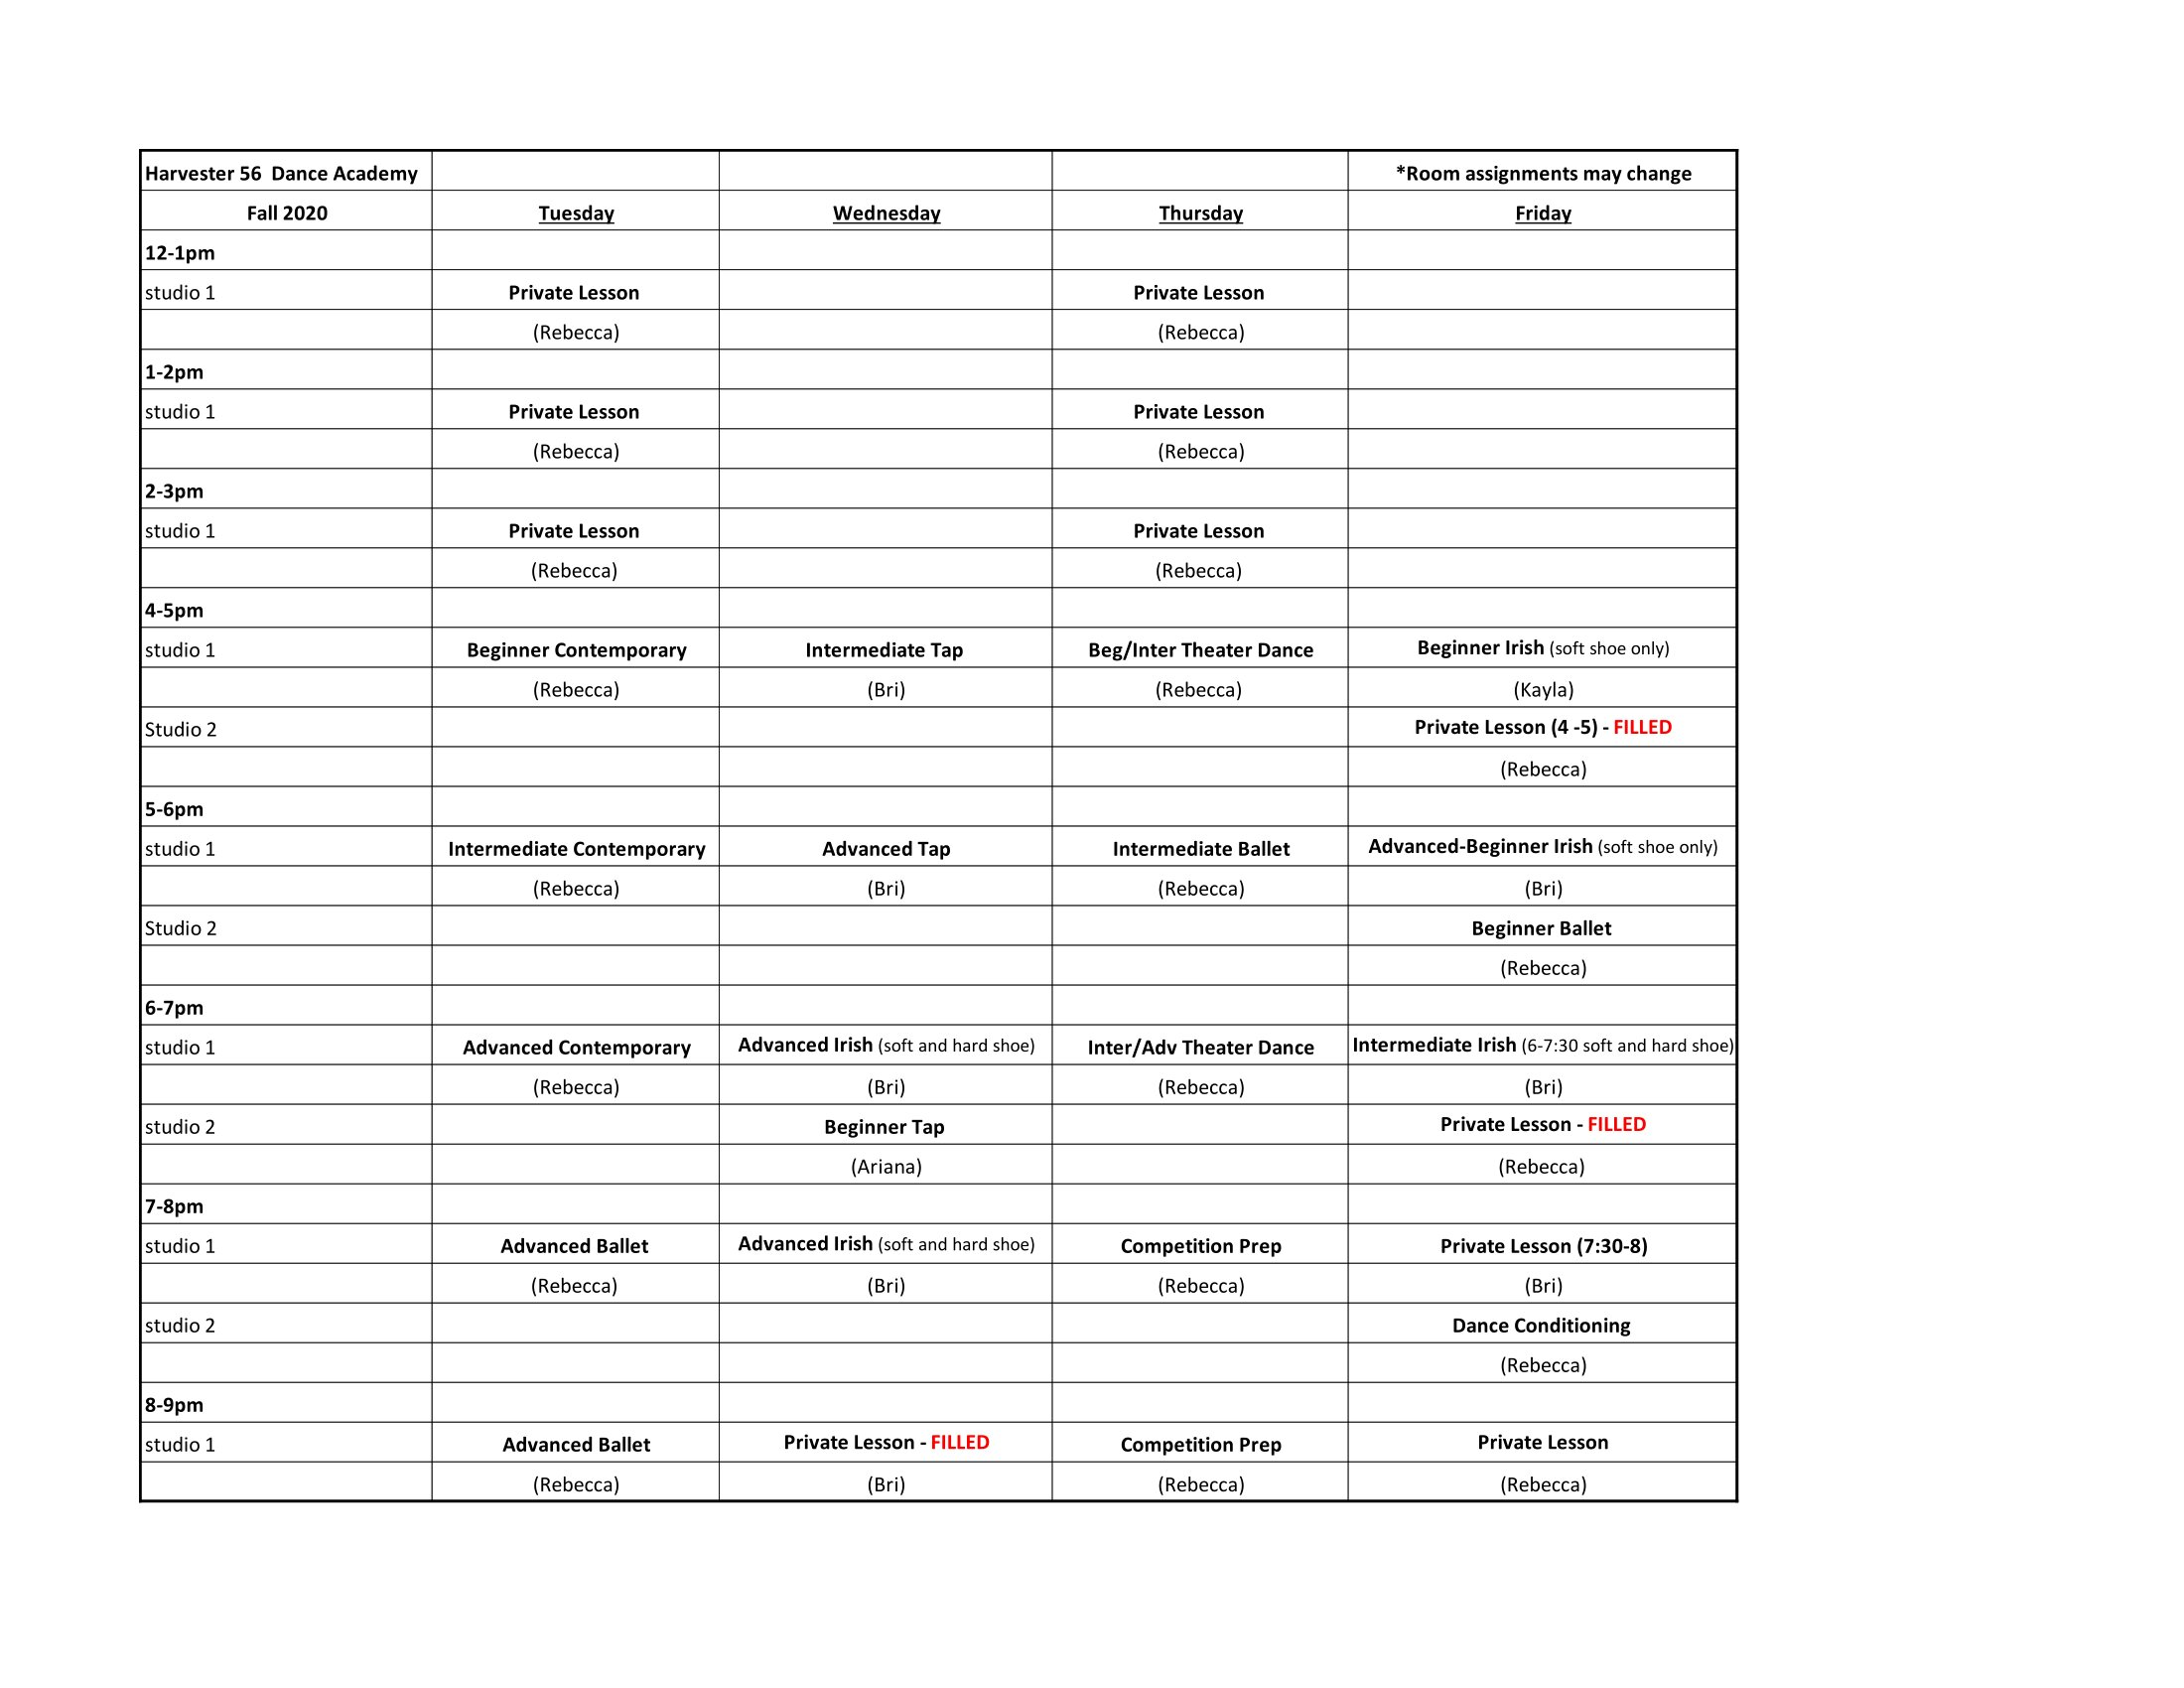 Harvester 56  Dance Academy *Room assignments may change
Fall 2020 Tuesday Wednesday Thursday Friday
12-1pm
studio 1 Private Lesson Private Lesson
(Rebecca) (Rebecca)
1-2pm
studio 1 Private Lesson Private Lesson
(Rebecca) (Rebecca)
2-3pm
studio 1 Private Lesson Private Lesson
(Rebecca) (Rebecca)
4-5pm
studio 1 Beginner Contemporary Intermediate Tap Beg/Inter Theater Dance Beginner Irish (soft shoe only)
(Rebecca) (Bri) (Rebecca) (Kayla)
Studio 2 Private Lesson (4 -5) - FILLED
(Rebecca)
5-6pm
studio 1 Intermediate Contemporary Advanced Tap Intermediate Ballet Advanced-Beginner Irish (soft shoe only)
(Rebecca) (Bri) (Rebecca) (Bri)
Studio 2 Beginner Ballet
(Rebecca)
6-7pm
studio 1 Advanced Contemporary Advanced Irish (soft and hard shoe) Inter/Adv Theater Dance Intermediate Irish (6-7:30 soft and hard shoe)
(Rebecca) (Bri) (Rebecca) (Bri)
studio 2 Beginner Tap Private Lesson - FILLED
(Ariana) (Rebecca)
7-8pm
studio 1 Advanced Ballet Advanced Irish (soft and hard shoe) Competition Prep Private Lesson (7:30-8)
(Rebecca) (Bri) (Rebecca) (Bri)
studio 2 Dance Conditioning
(Rebecca)
8-9pm
studio 1 Advanced Ballet Private Lesson - FILLED Competition Prep Private Lesson
(Rebecca) (Bri) (Rebecca) (Rebecca)